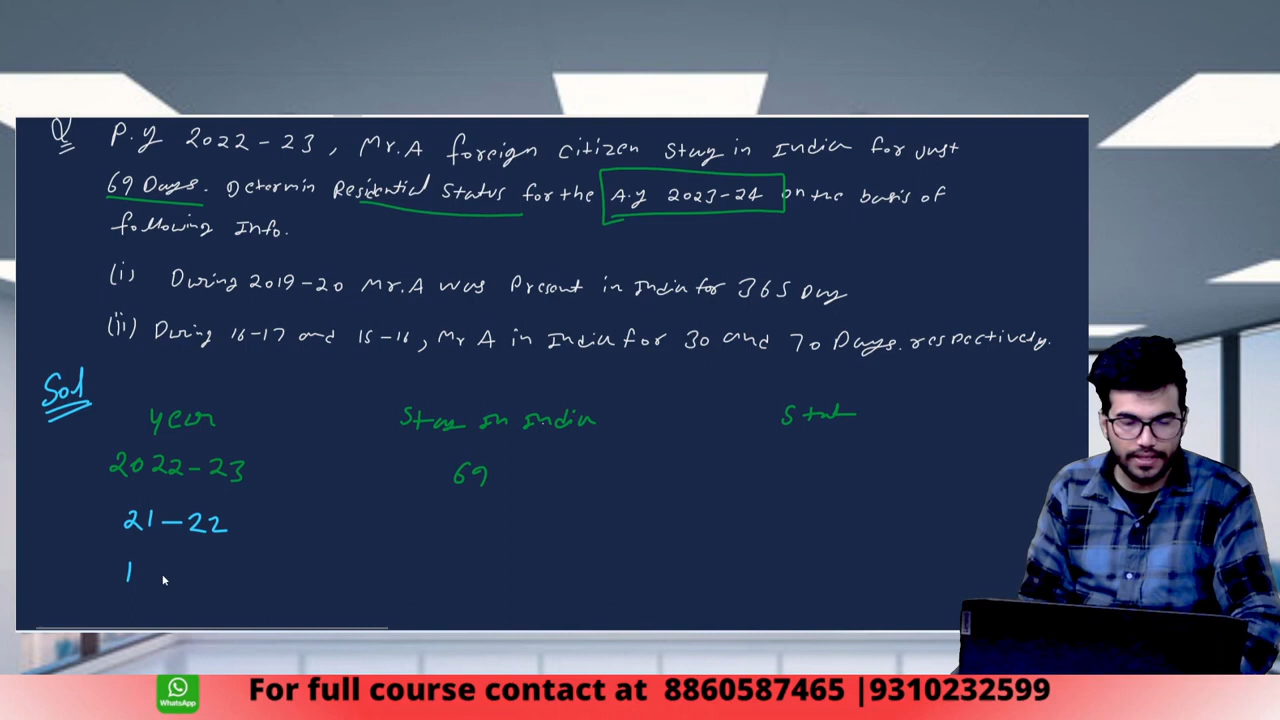 Q P.y 2022-23, Mr.A foreign citizen stay in India for just
69 Days. Determin Residential Status for the A.y 2023-24 on the basis of
following Info.
(i) During 2019-20 Mr.A was Present in India for 365 Day
(ii) During 16-17 and 15-16, Mr A in India for 30 and 70 Days. respectively.
Sol
year Stay in india Stat
2022-23 69
21-22
1
WhatsApp
For full course contact at 8860587465 |9310232599